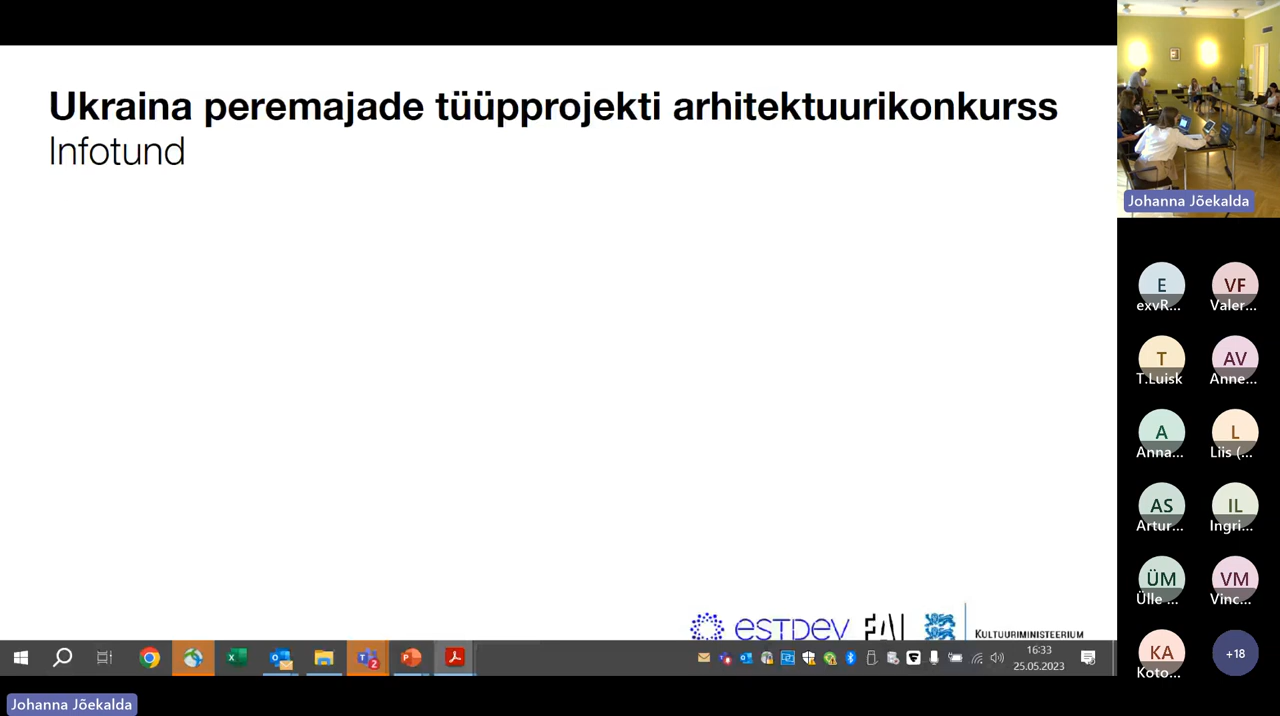 Ukraina peremajade tüüpprojekti arhitektuurikonkurss
Infotund
ESTDEV
KULTUURIMINISTEERIUM
16:33
25.05.2023
Johanna Jõekalda
Johanna Jõekalda
E
exvR...
VF
Valer...
T
T.Luisk
AV
Anne...
A
Anna...
L
Liis (...
AS
Artur...
IL
Ingri...
ÜM
Ülle ...
VM
Vinc...
KA
Koto...
+18